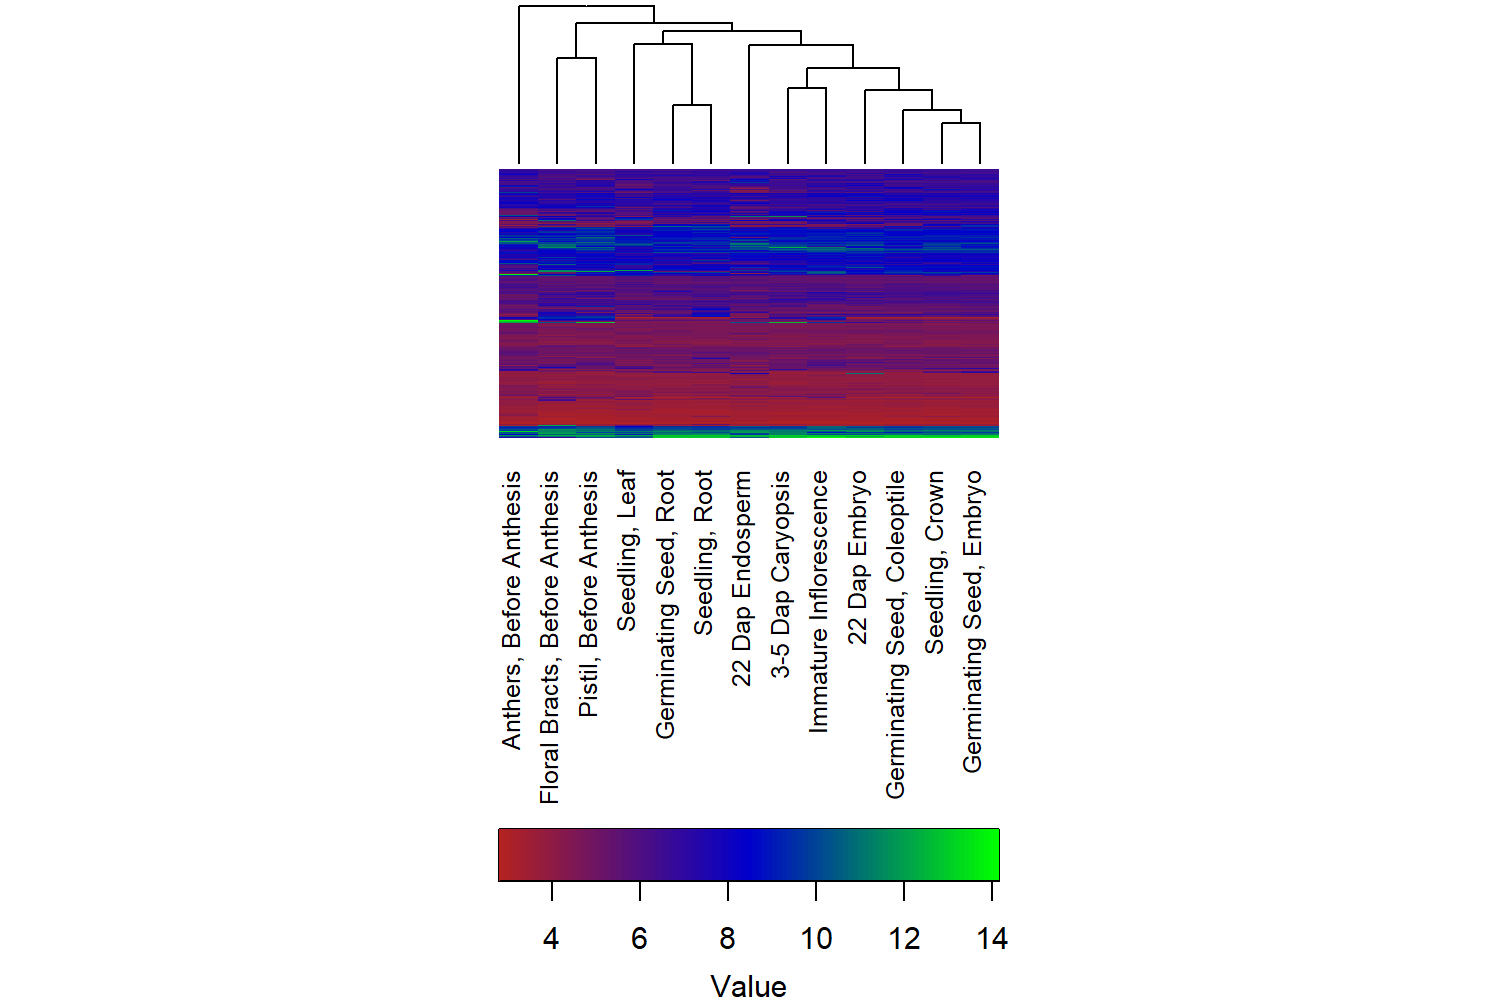 Anthers, Before Anthesis
Floral Bracts, Before Anthesis
Pistil, Before Anthesis
Seedling, Leaf
Germinating Seed, Root
Seedling, Root
22 Dap Endosperm
3-5 Dap Caryopsis
Immature Inflorescence
22 Dap Embryo
Germinating Seed, Coleoptile
Seedling, Crown
Germinating Seed, Embryo
4 6 8 10 12 14
Value